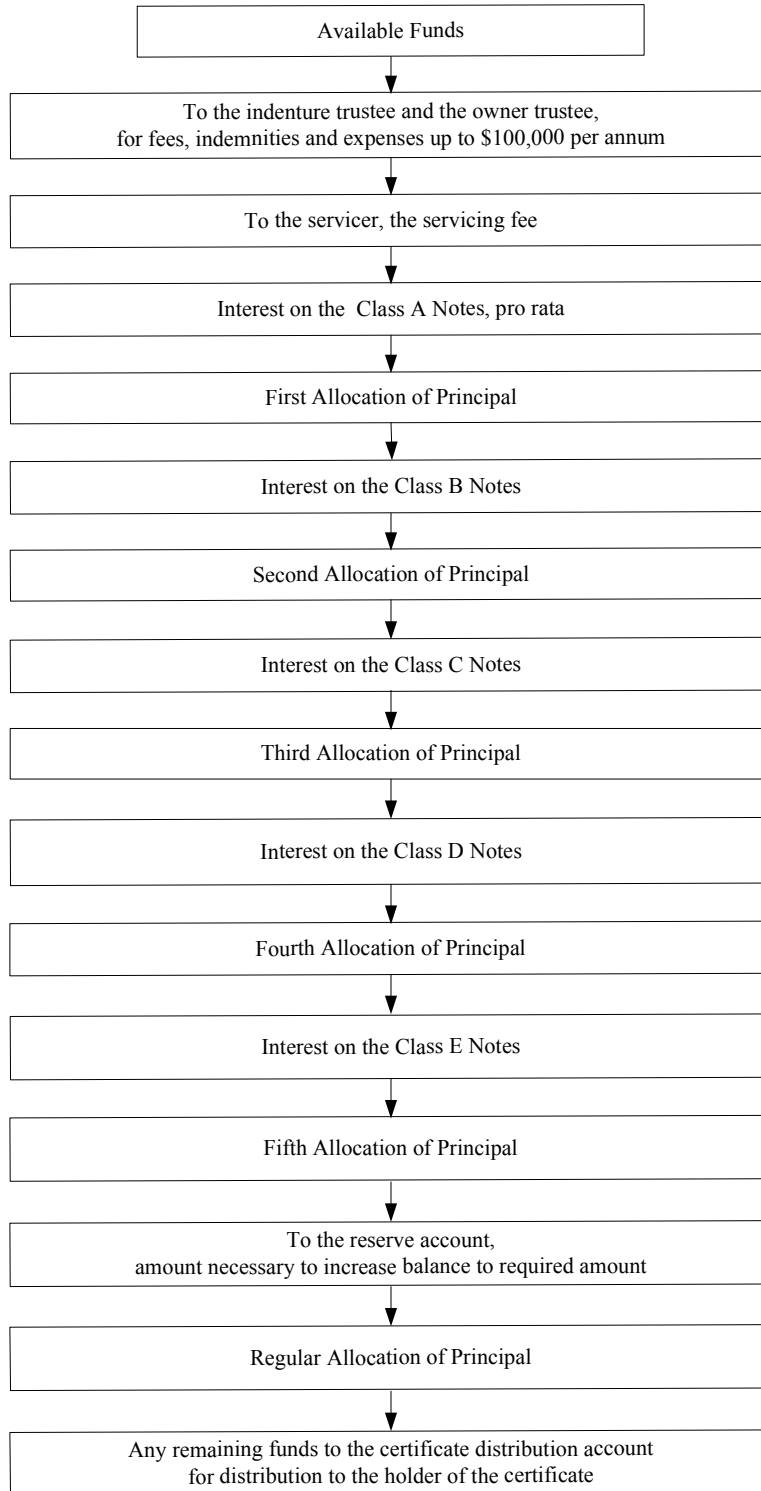 Available Funds
To the indenture trustee and the owner trustee,
for fees, indemnities and expenses up to $100,000 per annum
To the servicer, the servicing fee
Interest on the Class A Notes, pro rata
First Allocation of Principal
Interest on the Class B Notes
Second Allocation of Principal
Interest on the Class C Notes
Third Allocation of Principal
Interest on the Class D Notes
Fourth Allocation of Principal
Interest on the Class E Notes
Fifth Allocation of Principal
To the reserve account,
amount necessary to increase balance to required amount
Regular Allocation of Principal
Any remaining funds to the certificate distribution account
for distribution to the holder of the certificate